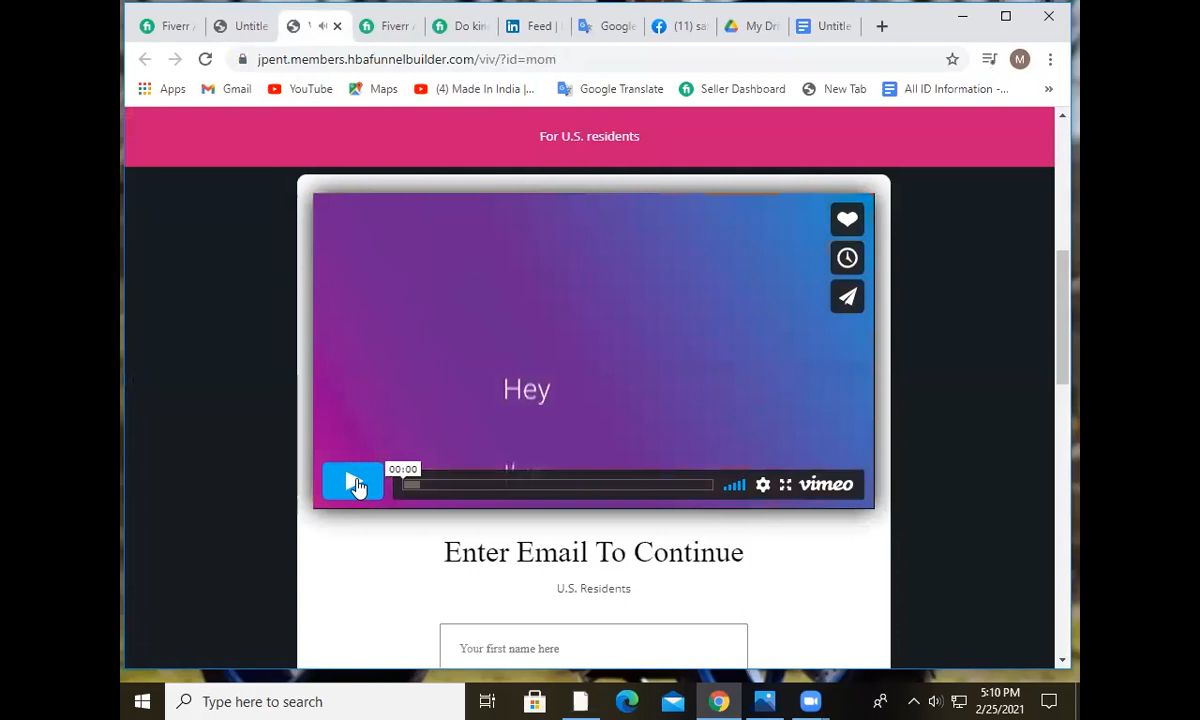 Fiverr /
Untitle
Fiverr /
Do kin
Feed |
Google
(11) sa
My Dri
Untitle
jpent.members.hbafunnelbuilder.com/viv/?id=mom
M
Apps
Gmail
YouTube
Maps
(4) Made In India |...
Google Translate
Seller Dashboard
New Tab
All ID Information -...
»
For U.S. residents
Hey
00:00
vimeo
Enter Email To Continue
U.S. Residents
Your first name here
Type here to search
5:10 PM
2/25/2021